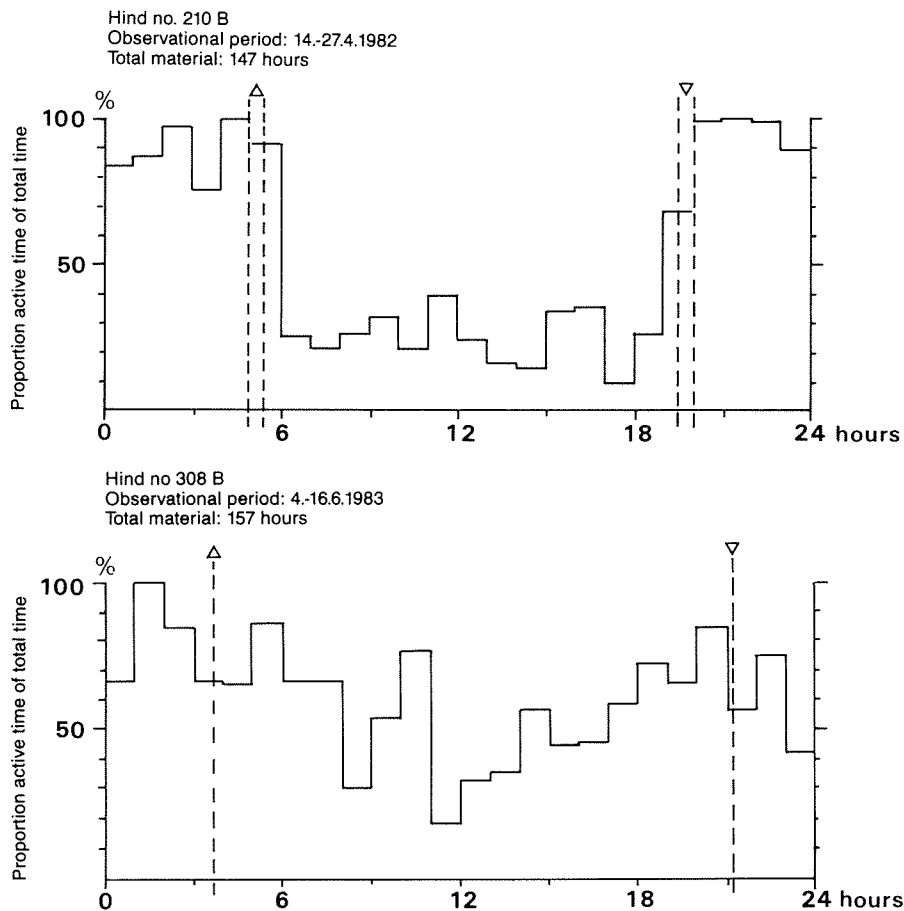 Hind no. 210 B
Observational period: 14.-27.4.1982
Total material: 147 hours
%
100
50
Proportion active time of total time
0 6 12 18 24 hours
Hind no 308 B
Observational period: 4.-16.6.1983
Total material: 157 hours
%
100
50
Proportion active time of total time
0 6 12 18 24 hours